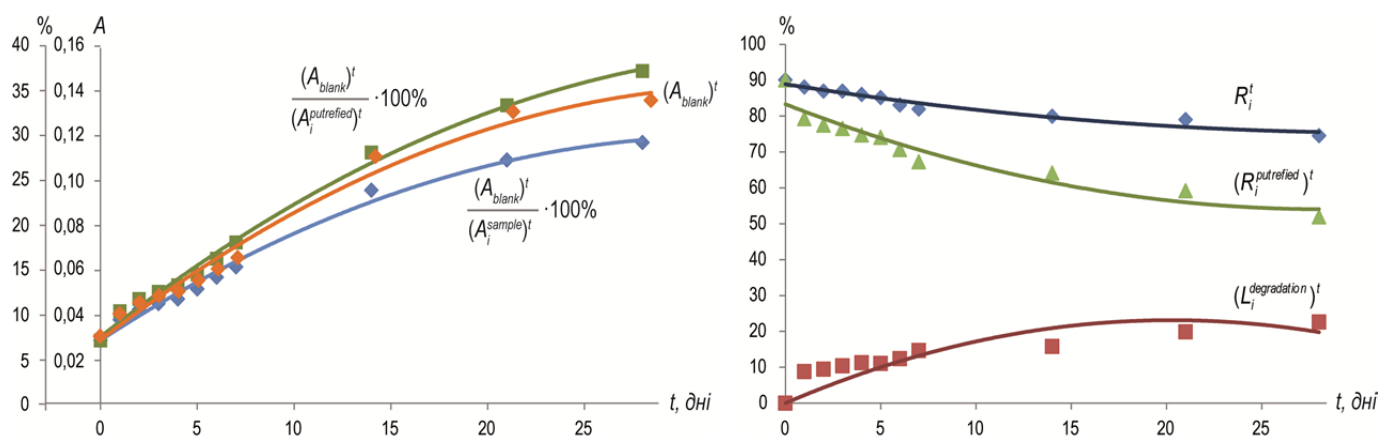 % A
40 0,16
35 0,14
30 0,12
25 0,10
20 0,08
15 0,06
10 0,04
5 0,02
0 0
0 5 10 15 20 25 t, дні
(A_blank)^t
(A_i^putrefied)^t
·100%
(A_blank)^t
(A_blank)^t
(A_i^sample)^t
·100%
%
100
90
80
70
60
50
40
30
20
10
0
0 5 10 15 20 25 t, дні
R_i^t
(R_i^putrefied)^t
(L_i^degradation)^t